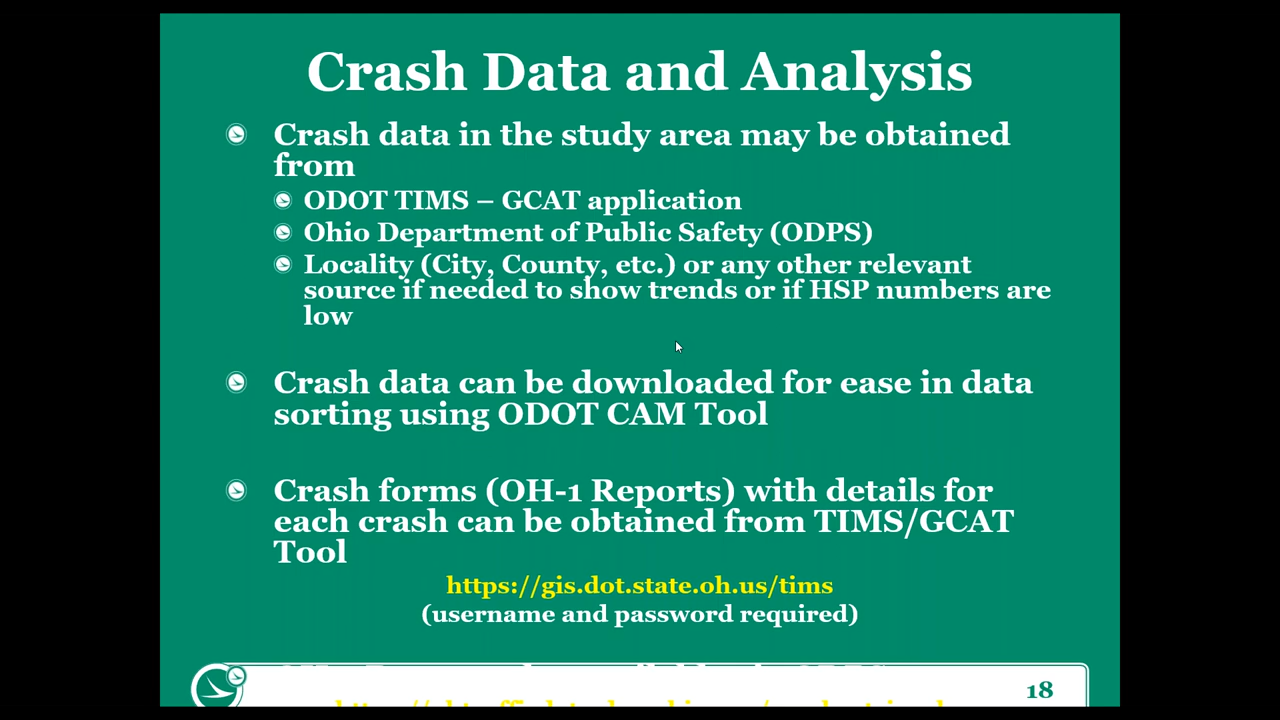 Crash Data and Analysis
Crash data in the study area may be obtained
from
ODOT TIMS – GCAT application
Ohio Department of Public Safety (ODPS)
Locality (City, County, etc.) or any other relevant
source if needed to show trends or if HSP numbers are
low
Crash data can be downloaded for ease in data
sorting using ODOT CAM Tool
Crash forms (OH-1 Reports) with details for
each crash can be obtained from TIMS/GCAT
Tool
https://gis.dot.state.oh.us/tims
(username and password required)
18